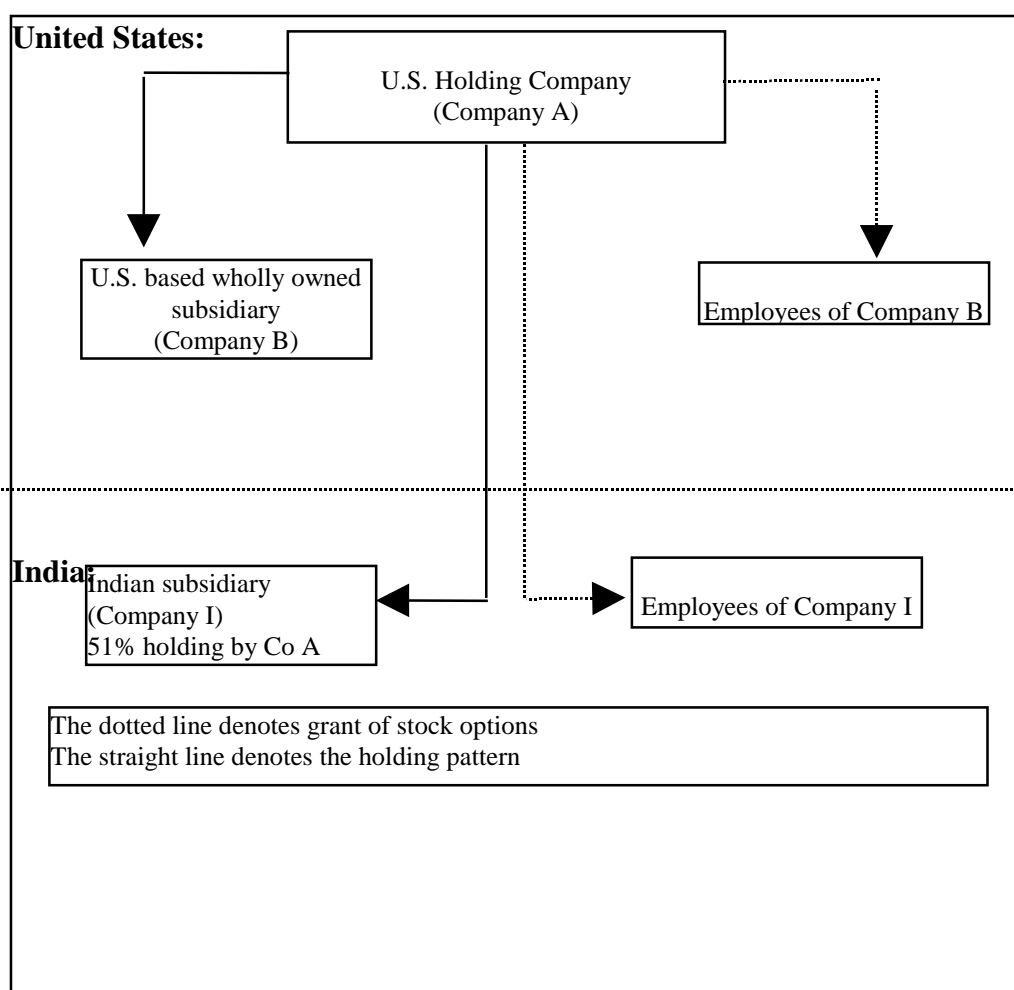 United States:
U.S. Holding Company
(Company A)
U.S. based wholly owned
subsidiary
(Company B)
Employees of Company B
India:
Indian subsidiary
(Company I)
51% holding by Co A
Employees of Company I
The dotted line denotes grant of stock options
The straight line denotes the holding pattern